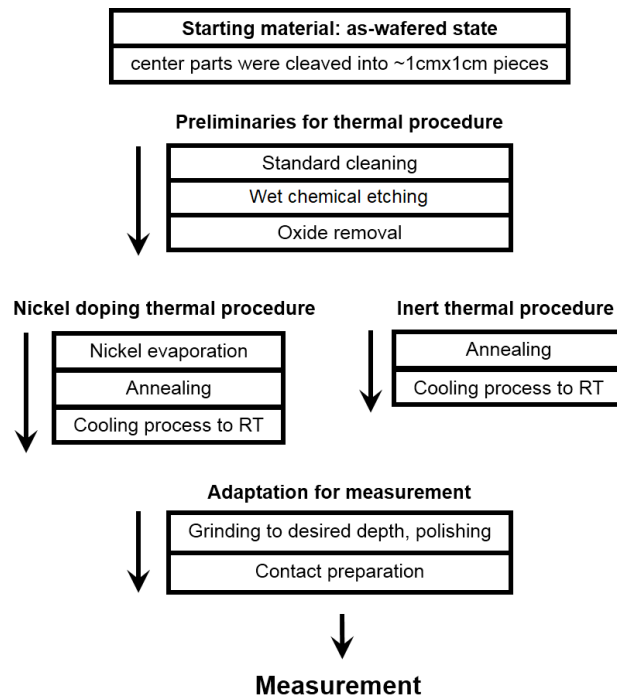 Starting material: as-wafered state
center parts were cleaved into ~1cmx1cm pieces
Preliminaries for thermal procedure
Standard cleaning
Wet chemical etching
Oxide removal
Nickel doping thermal procedure
Nickel evaporation
Annealing
Cooling process to RT
Inert thermal procedure
Annealing
Cooling process to RT
Adaptation for measurement
Grinding to desired depth, polishing
Contact preparation
Measurement